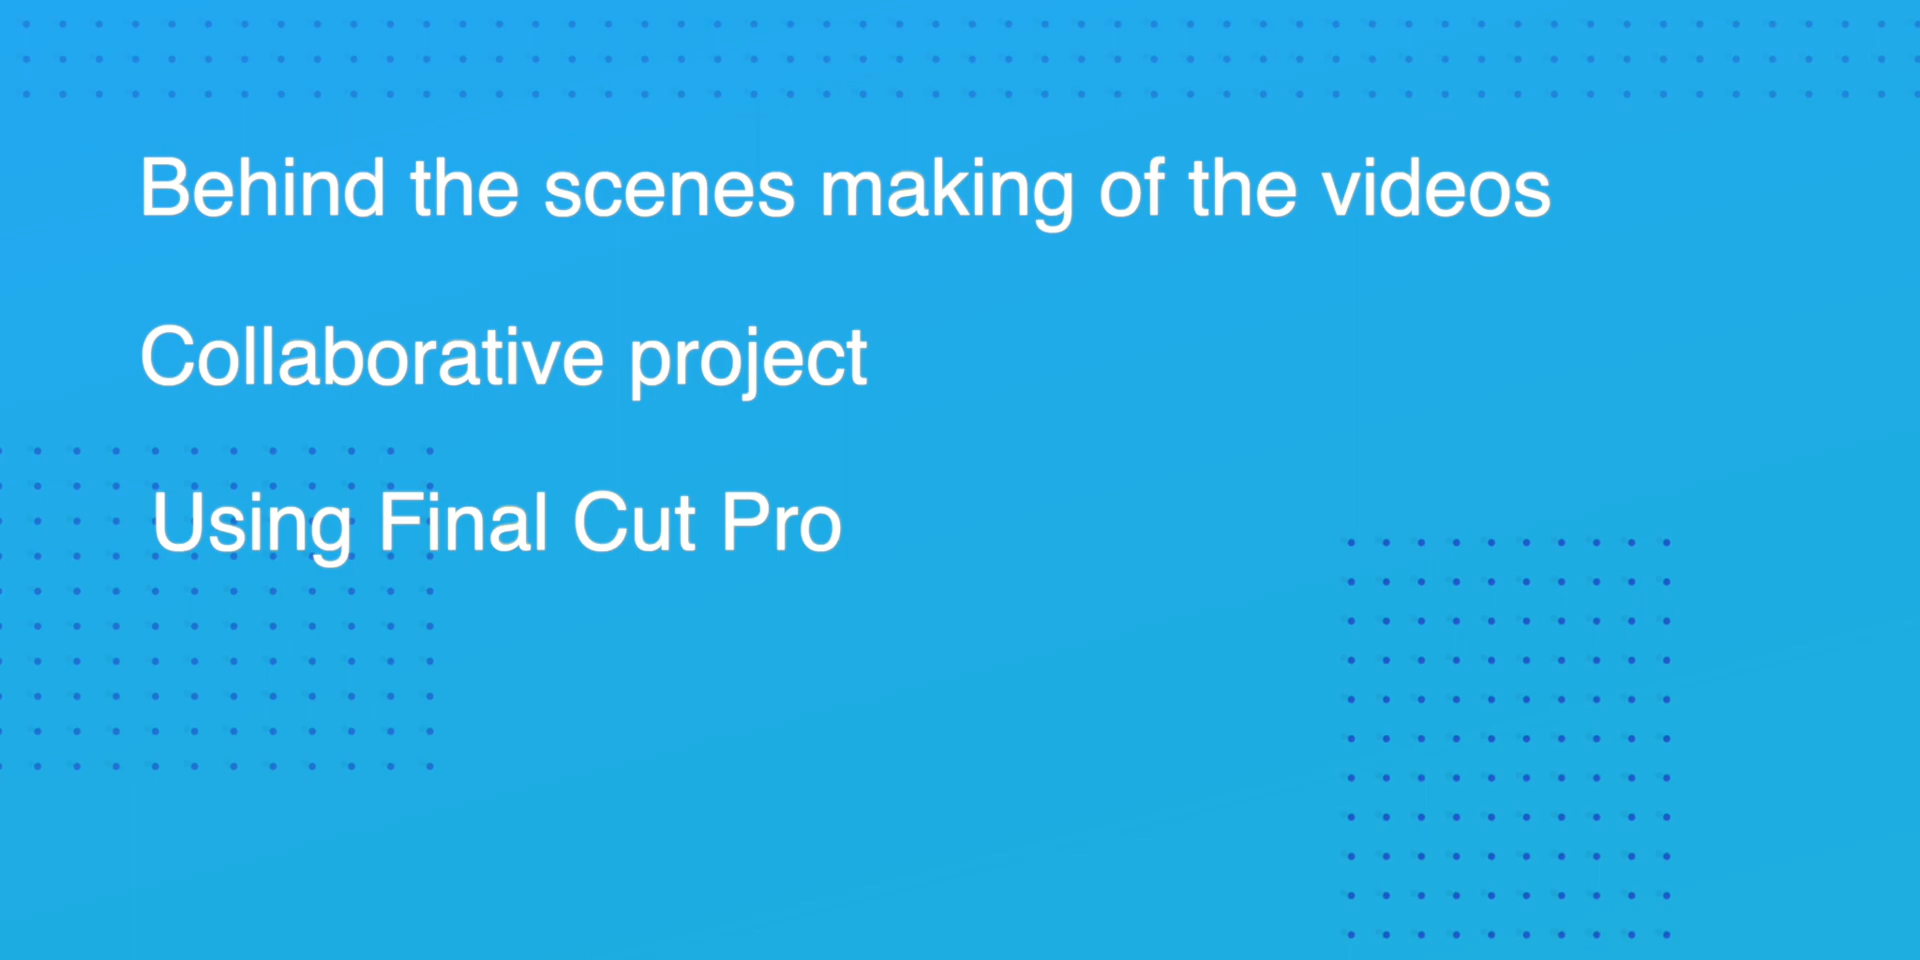 Behind the scenes making of the videos
Collaborative project
Using Final Cut Pro